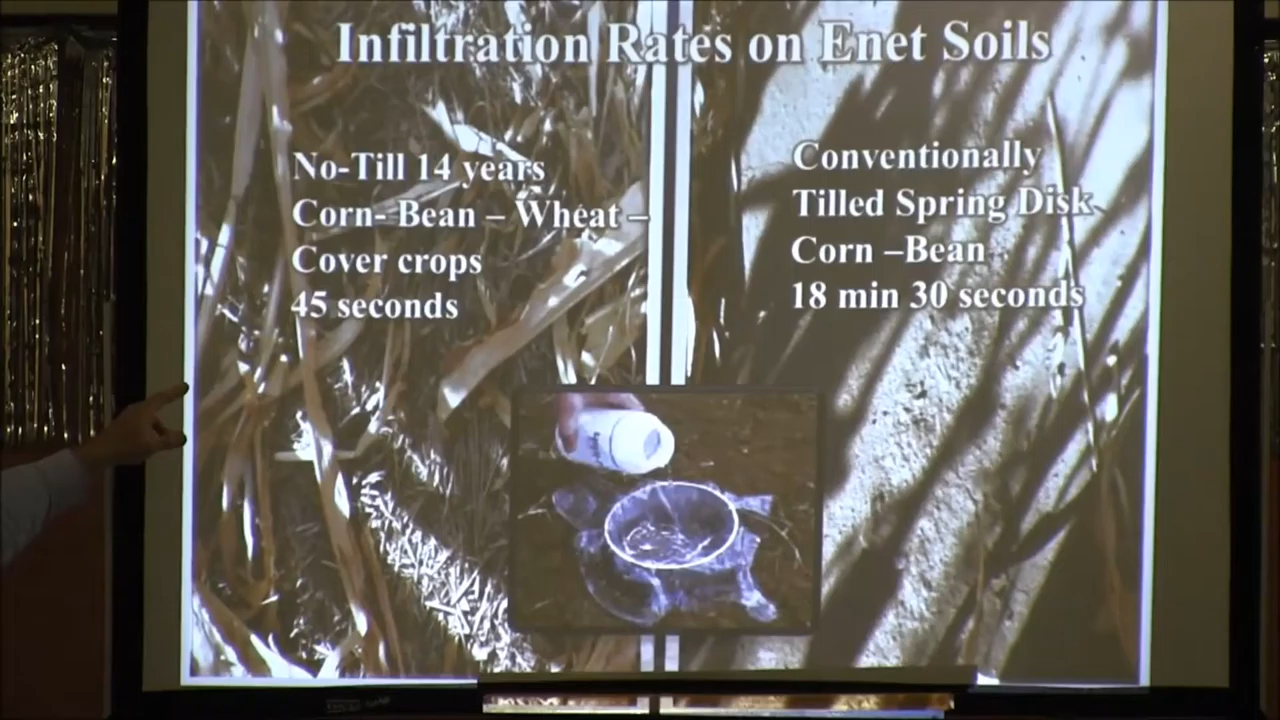 Infiltration Rates on Enet Soils
No-Till 14 years
Corn- Bean – Wheat –
Cover crops
45 seconds
Conventionally
Tilled Spring Disk
Corn –Bean
18 min 30 seconds